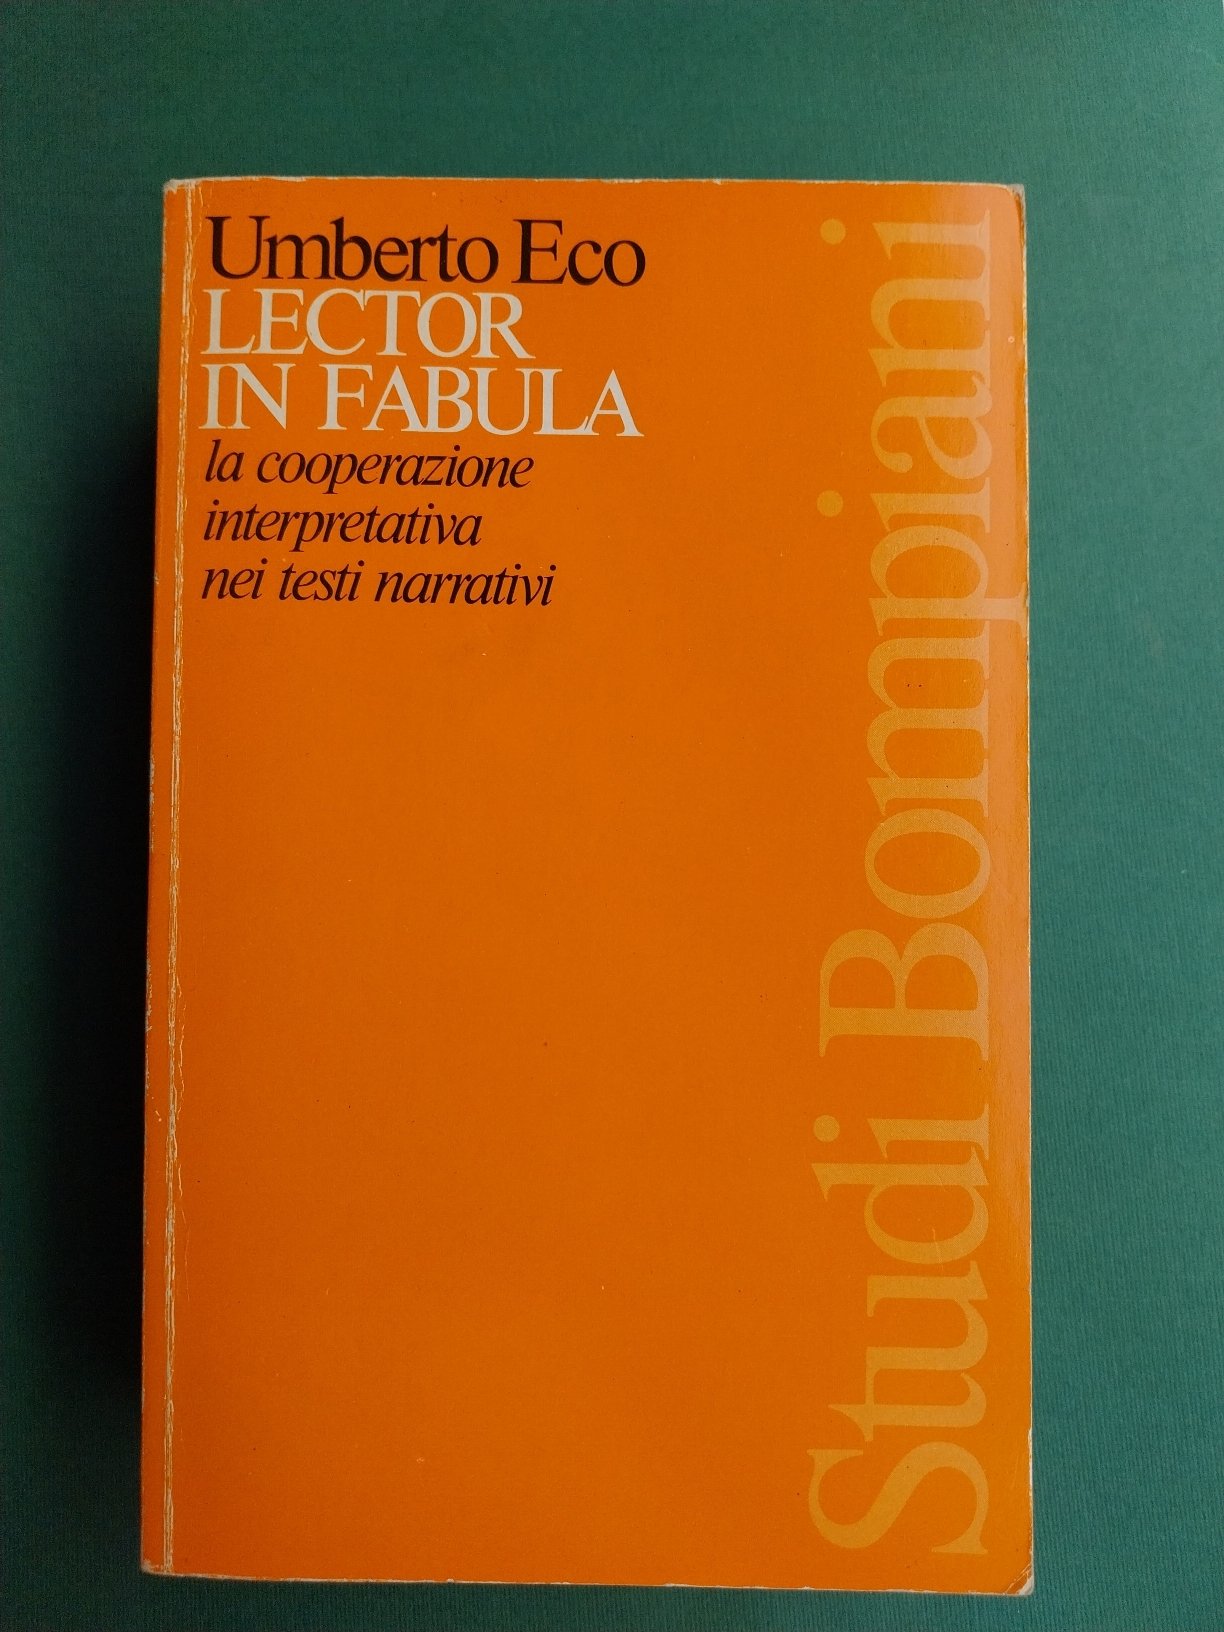 Umberto Eco
LECTOR
IN FABULA
la cooperazione
interpretativa
nei testi narrativi
Studi Bompiani